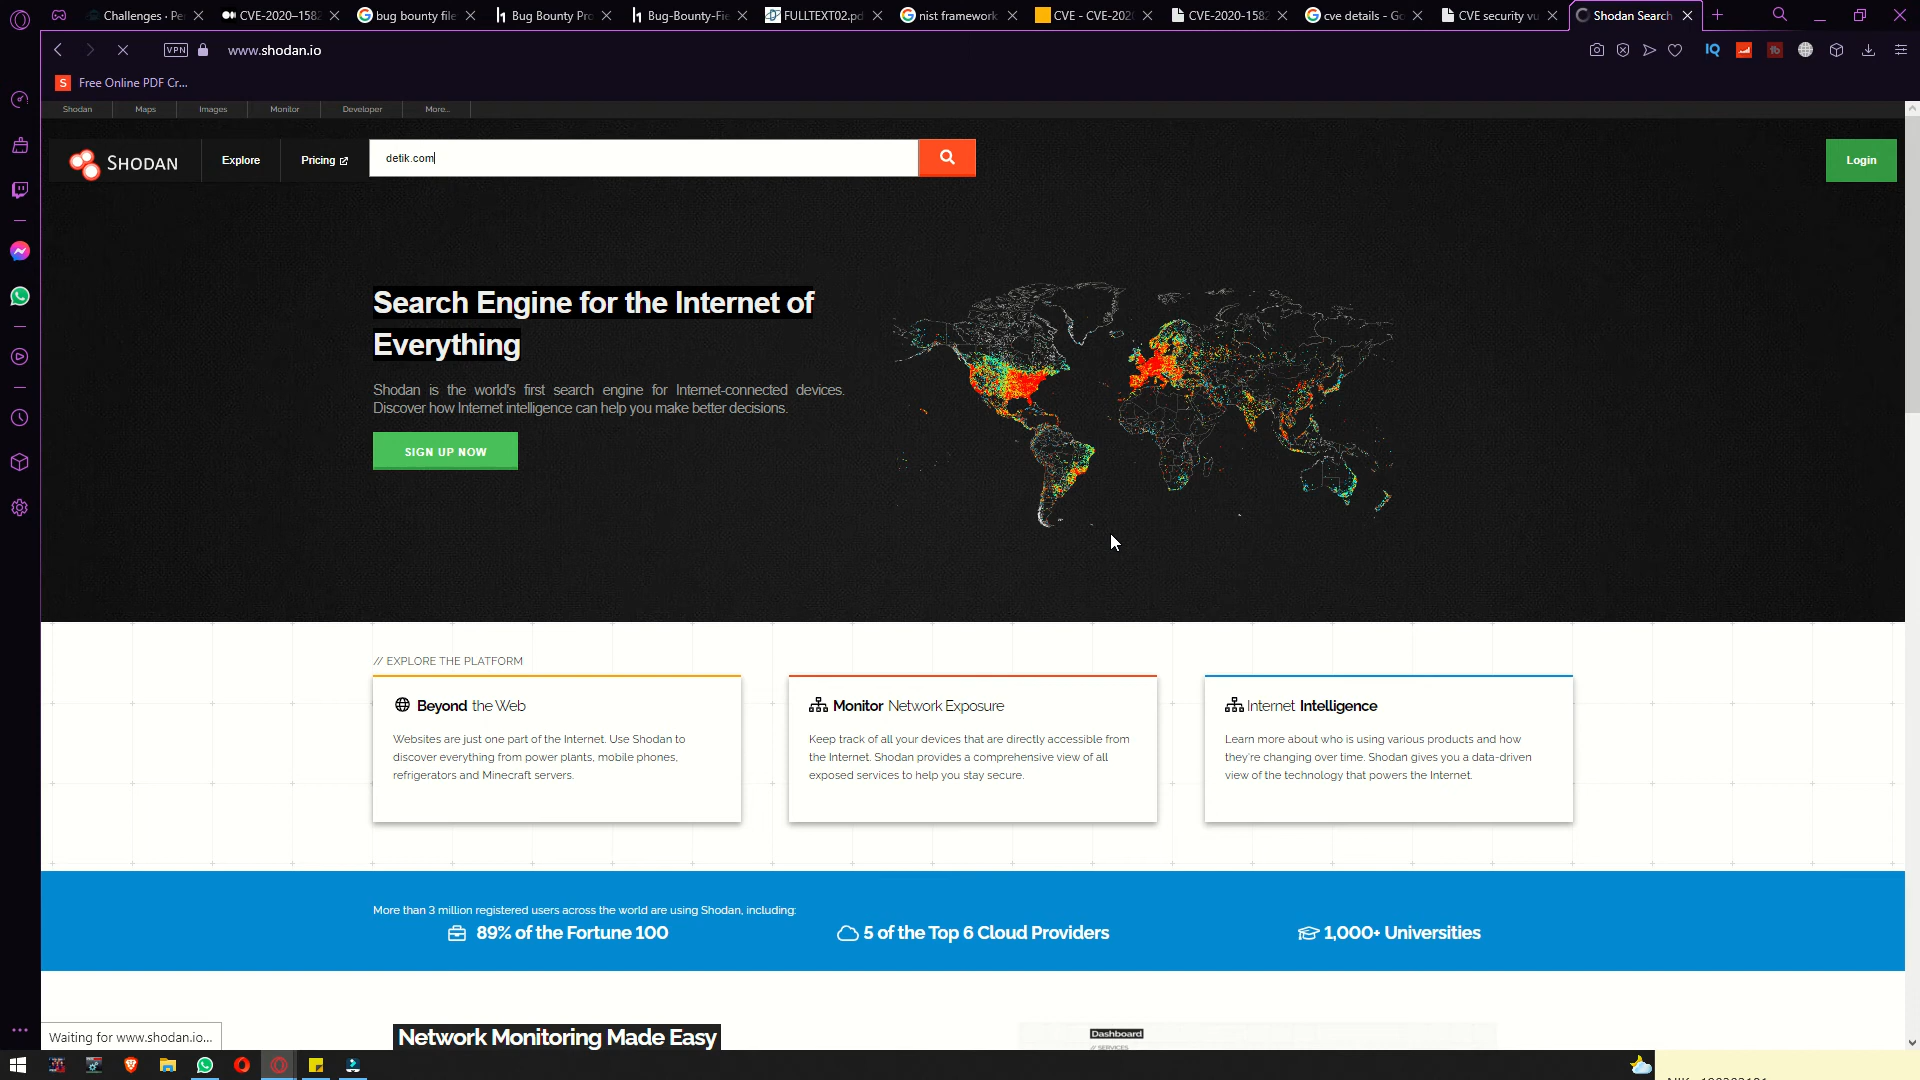 Challenges · Pe
CVE-2020–158
bug bounty file
Bug Bounty Pro
Bug-Bounty-Fie
FULLTEXT02.pd
nist framework
CVE - CVE-202
CVE-2020-1582
cve details - Go
CVE security vu
Shodan Search
VPN
www.shodan.io
IQ
Free Online PDF Cr...
Shodan
Maps
Images
Monitor
Developer
More...
SHODAN
Explore
Pricing
detik.com
Login
Search Engine for the Internet of
Everything
Shodan is the world's first search engine for Internet-connected devices.
Discover how Internet intelligence can help you make better decisions.
SIGN UP NOW
// EXPLORE THE PLATFORM
Beyond the Web
Websites are just one part of the Internet. Use Shodan to
discover everything from power plants, mobile phones,
refrigerators and Minecraft servers.
Monitor Network Exposure
Keep track of all your devices that are directly accessible from
the Internet. Shodan provides a comprehensive view of all
exposed services to help you stay secure.
Internet Intelligence
Learn more about who is using various products and how
they're changing over time. Shodan gives you a data-driven
view of the technology that powers the Internet.
More than 3 million registered users across the world are using Shodan, including:
89% of the Fortune 100
5 of the Top 6 Cloud Providers
1,000+ Universities
Network Monitoring Made Easy
Dashboard
// SERVICES
Waiting for www.shodan.io...